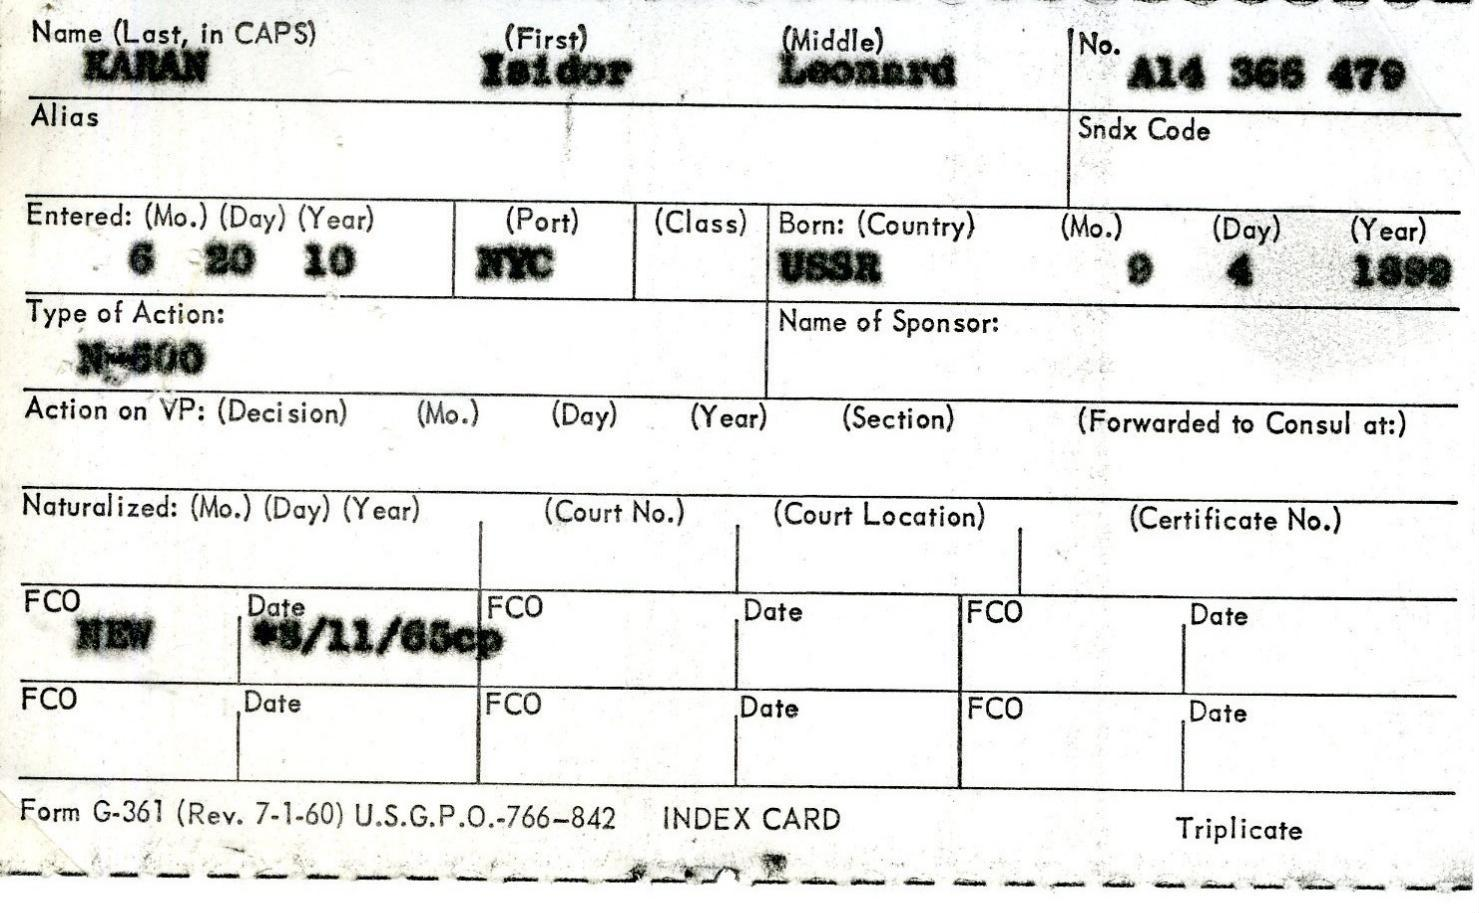 Name (Last, in CAPS) (First) (Middle) No.
KARAN Isidor Leonard A14 366 479
Alias Sndx Code
Entered: (Mo.) (Day) (Year) (Port) (Class) Born: (Country) (Mo.) (Day) (Year)
6 20 10 NYC USSR 9 4 1899
Type of Action: Name of Sponsor:
N-600
Action on VP: (Decision) (Mo.) (Day) (Year) (Section) (Forwarded to Consul at:)
Naturalized: (Mo.) (Day) (Year) (Court No.) (Court Location) (Certificate No.)
FCO Date FCO Date FCO Date
NEW *8/11/65cp
FCO Date FCO Date FCO Date
Form G-361 (Rev. 7-1-60) U.S.G.P.O.-766-842 INDEX CARD Triplicate